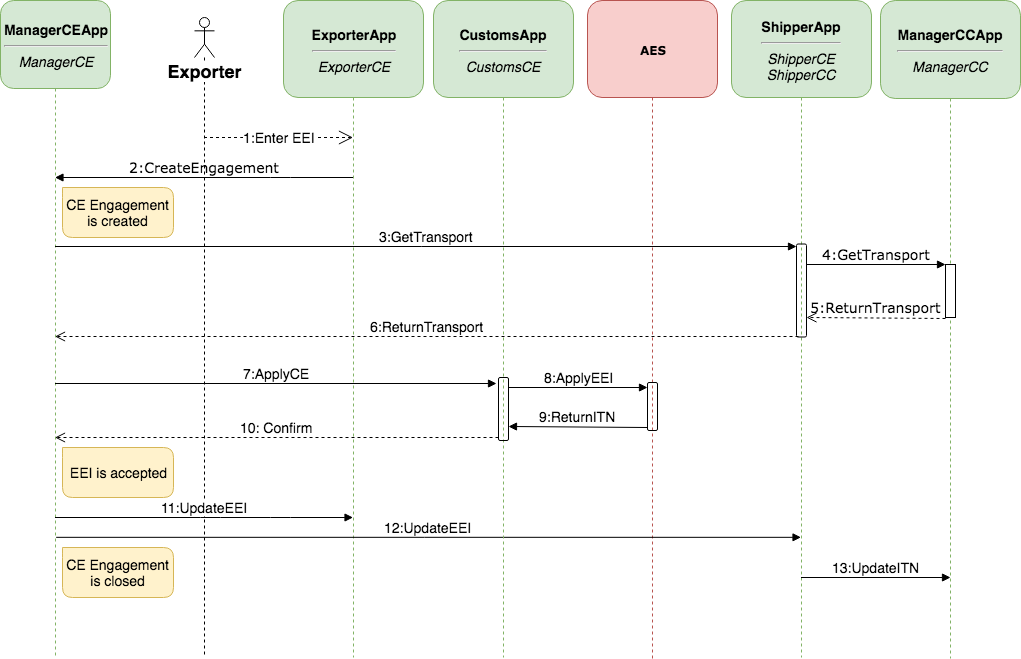 ManagerCEApp
ManagerCE
Exporter
ExporterApp
ExporterCE
CustomsApp
CustomsCE
AES
ShipperApp
ShipperCE
ShipperCC
ManagerCCApp
ManagerCC
1:Enter EEI
2:CreateEngagement
CE Engagement
is created
3:GetTransport
4:GetTransport
5:ReturnTransport
6:ReturnTransport
7:ApplyCE
8:ApplyEEI
9:ReturnITN
10: Confirm
EEI is accepted
11:UpdateEEI
12:UpdateEEI
CE Engagement
is closed
13:UpdateITN